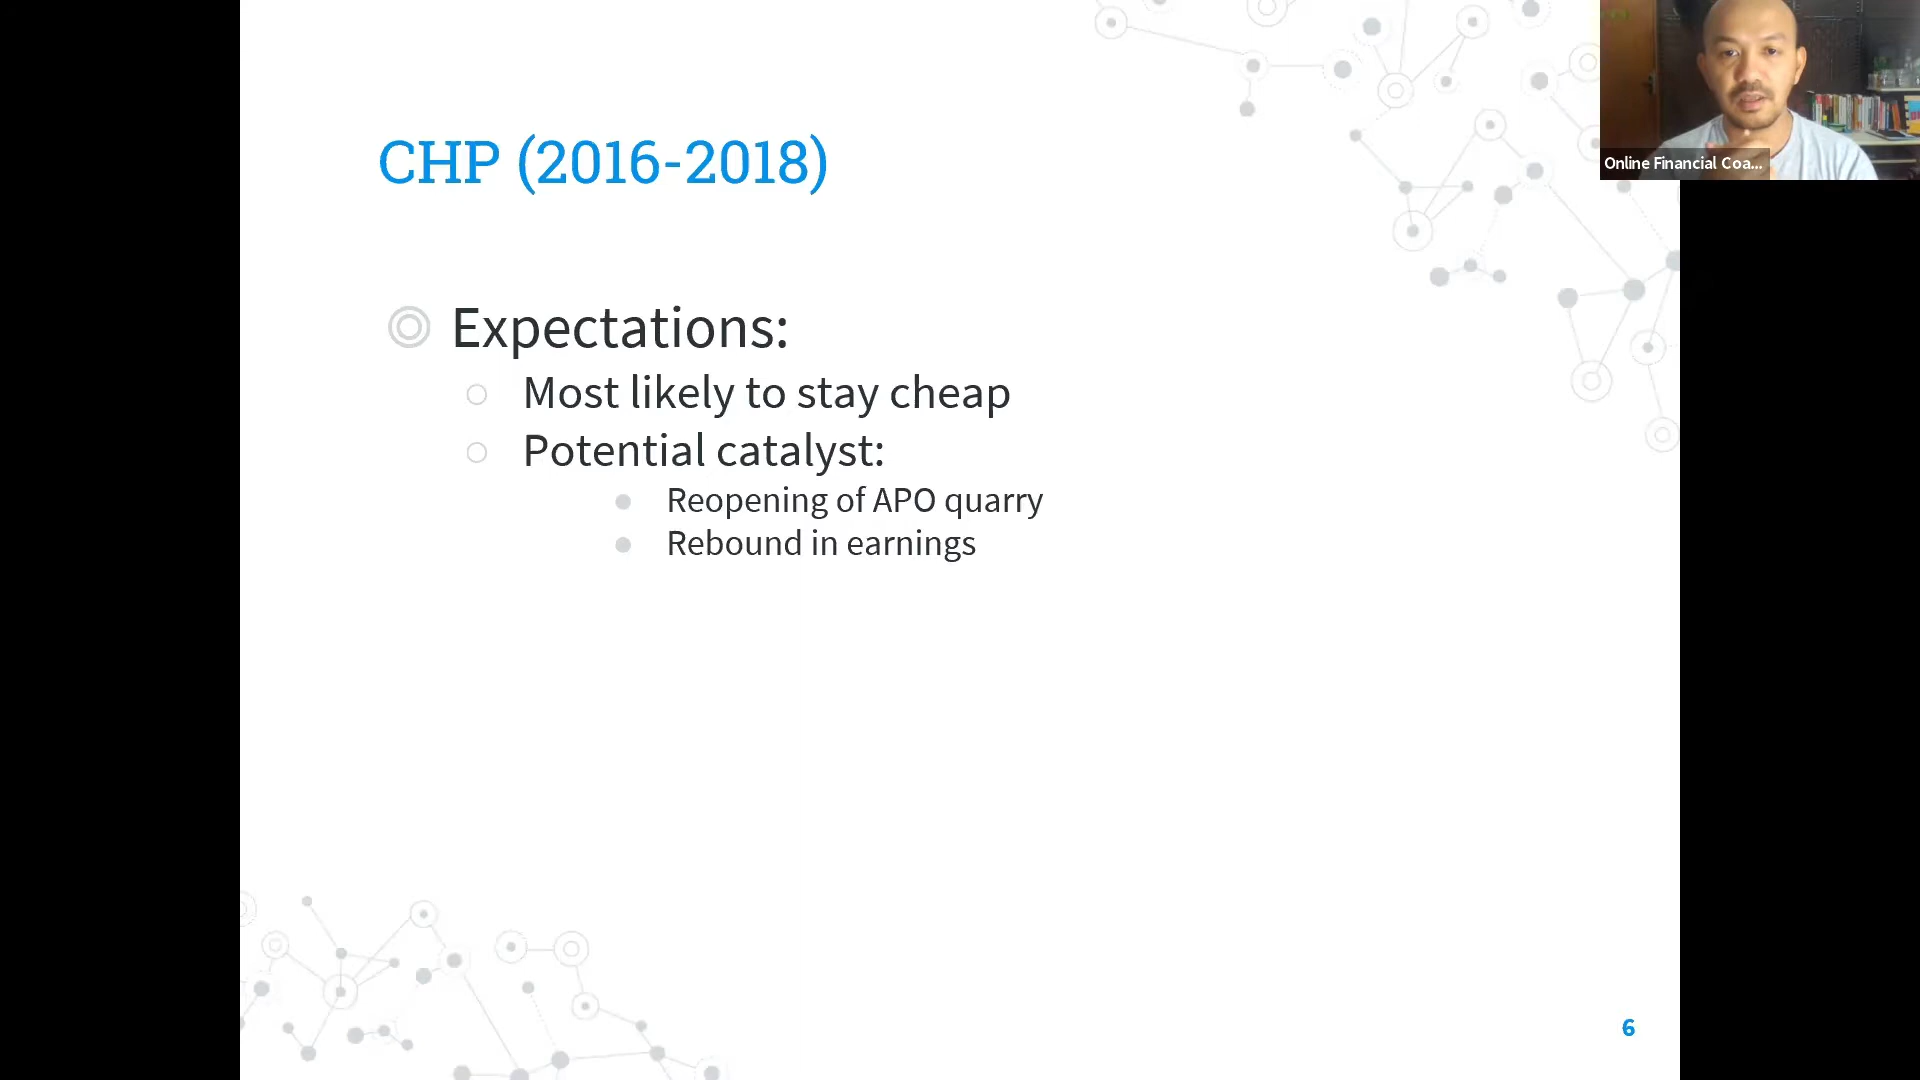 CHP (2016-2018)
Expectations:
Most likely to stay cheap
Potential catalyst:
Reopening of APO quarry
Rebound in earnings
Online Financial Coa...
6